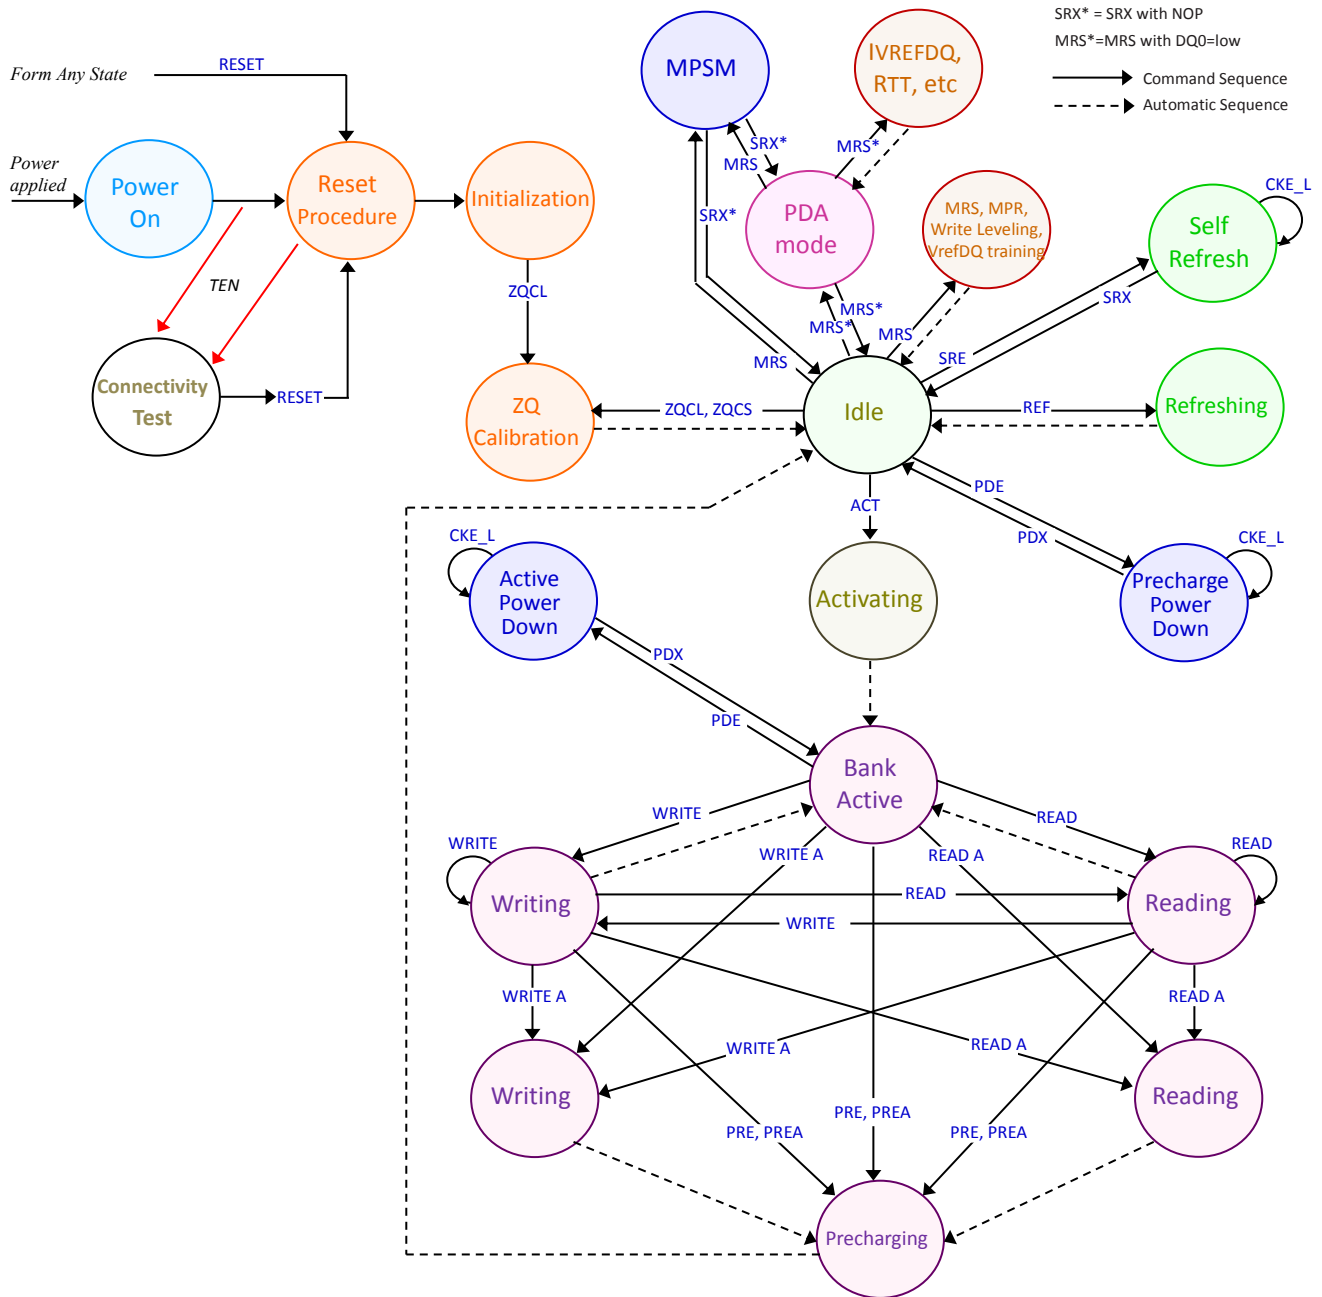 SRX* = SRX with NOP
MRS*=MRS with DQ0=low
Command Sequence
Automatic Sequence
Form Any State
RESET
Power
applied
Power
On
Reset
Procedure
Initialization
TEN
ZQCL
Connectivity
Test
RESET
ZQ
Calibration
MPSM
IVREFDQ,
RTT, etc
SRX*
MRS
MRS*
PDA
mode
MRS, MPR,
Write Leveling,
VrefDQ training
Self
Refresh
CKE_L
SRX*
MRS*
MRS*
MRS
MRS
SRX
SRE
ZQCL, ZQCS
Idle
REF
Refreshing
ACT
PDE
PDX
CKE_L
Active
Power
Down
Activating
CKE_L
Precharge
Power
Down
PDX
PDE
Bank
Active
WRITE
READ
WRITE
WRITE A
READ A
READ
Writing
READ
Reading
WRITE
WRITE A
READ A
WRITE A
READ A
Writing
Reading
PRE, PREA
PRE, PREA
PRE, PREA
Precharging